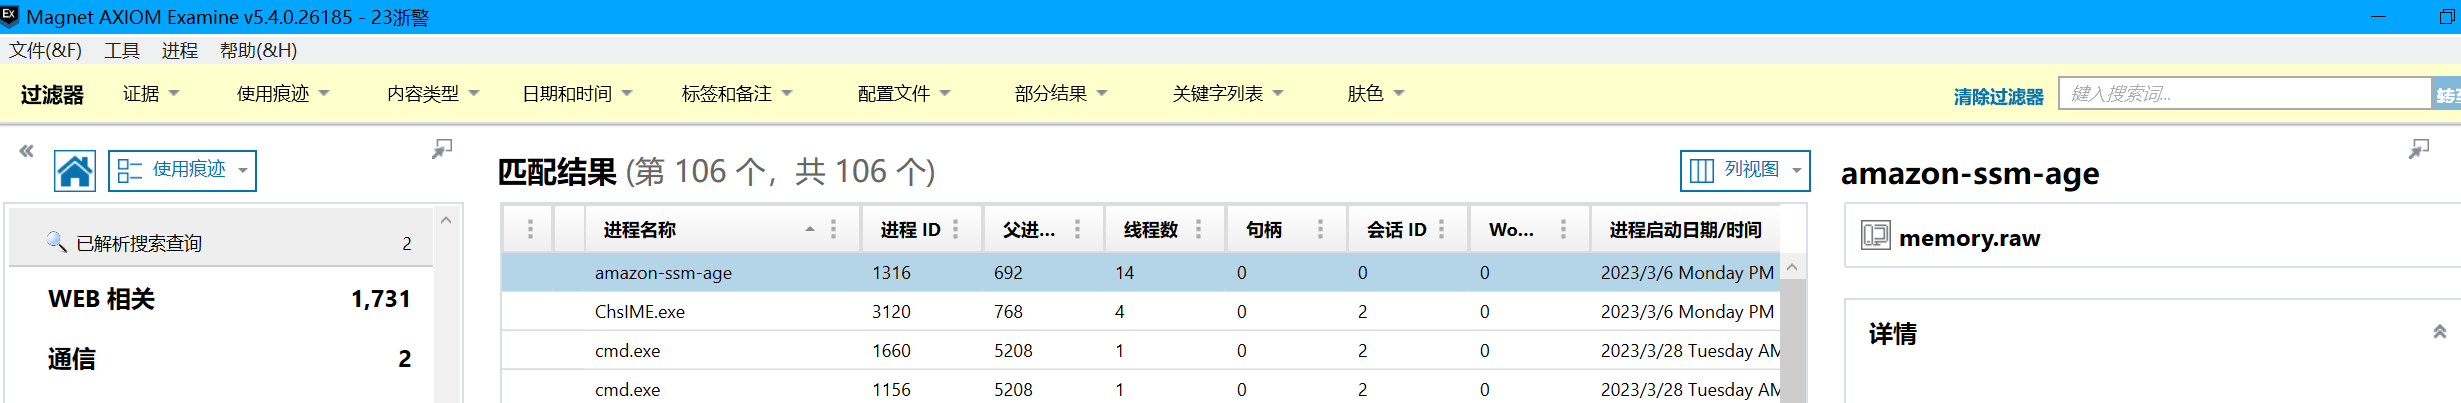 Magnet AXIOM Examine v5.4.0.26185 - 23浙警
文件(&F) 工具 进程 帮助(&H)
过滤器 证据 使用痕迹 内容类型 日期和时间 标签和备注 配置文件 部分结果 关键字列表 肤色 清除过滤器 键入搜索词...
使用痕迹
已解析搜索查询 2
WEB 相关 1,731
通信 2
匹配结果 (第 106 个，共 106 个) 列视图
进程名称 进程 ID 父进... 线程数 句柄 会话 ID Wo... 进程启动日期/时间
amazon-ssm-age 1316 692 14 0 0 0 2023/3/6 Monday PM
ChsIME.exe 3120 768 4 0 2 0 2023/3/6 Monday PM
cmd.exe 1660 5208 1 0 2 0 2023/3/28 Tuesday AM
cmd.exe 1156 5208 1 0 2 0 2023/3/28 Tuesday AM
amazon-ssm-age
memory.raw
详情